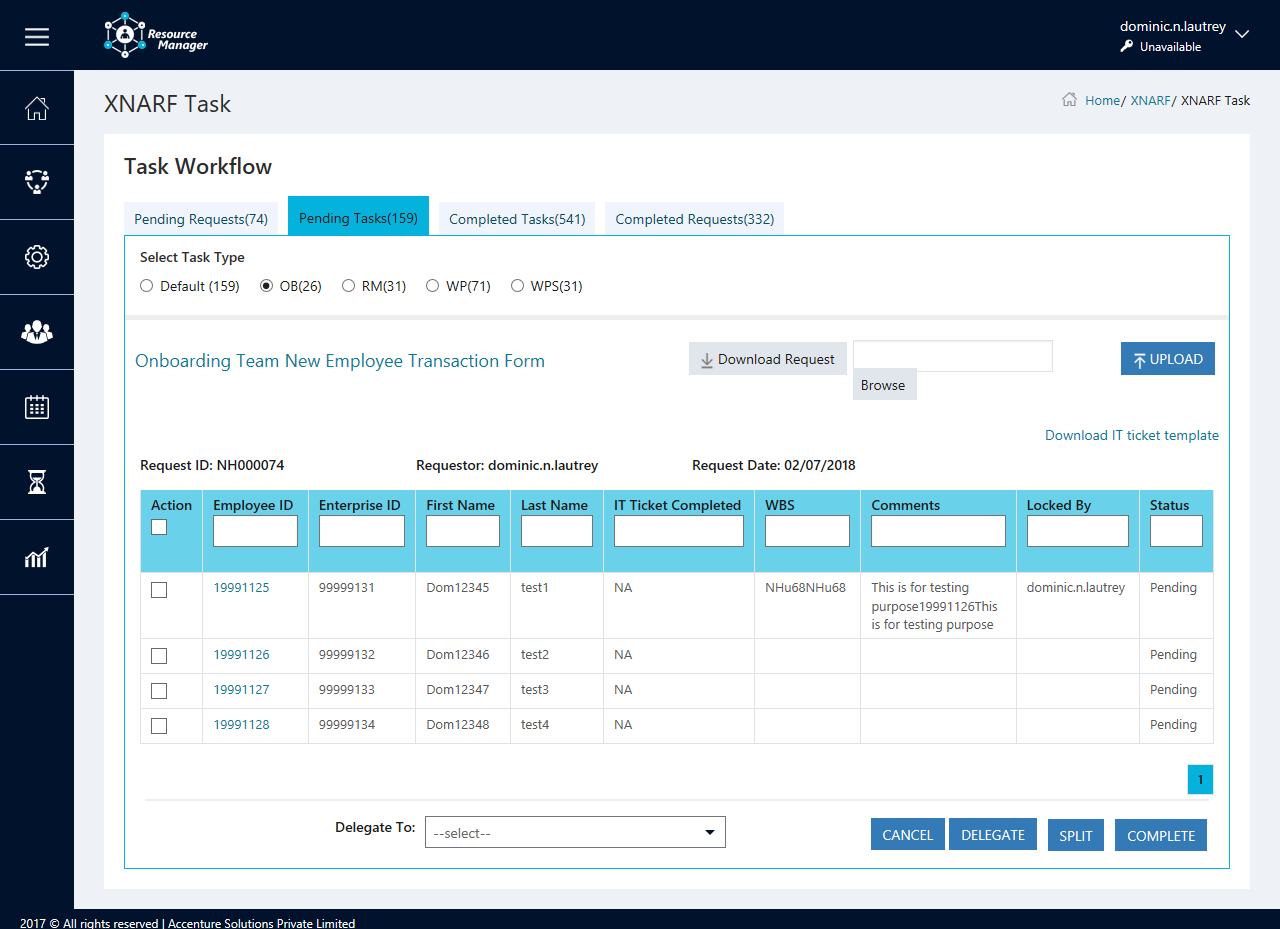 Resource
Manager
dominic.n.lautrey
Unavailable
XNARF Task
Home/ XNARF/ XNARF Task
Task Workflow
Pending Requests(74) Pending Tasks(159) Completed Tasks(541) Completed Requests(332)
Select Task Type
Default (159) OB(26) RM(31) WP(71) WPS(31)
Onboarding Team New Employee Transaction Form
Download Request
Browse
UPLOAD
Download IT ticket template
Request ID: NH000074 Requestor: dominic.n.lautrey Request Date: 02/07/2018
Action Employee ID Enterprise ID First Name Last Name IT Ticket Completed WBS Comments Locked By Status
19991125 99999131 Dom12345 test1 NA NHu68NHu68 This is for testing dominic.n.lautrey Pending
purpose19991126This
is for testing purpose
19991126 99999132 Dom12346 test2 NA Pending
19991127 99999133 Dom12347 test3 NA Pending
19991128 99999134 Dom12348 test4 NA Pending
1
Delegate To: --select-- CANCEL DELEGATE SPLIT COMPLETE
2017 © All rights reserved | Accenture Solutions Private Limited